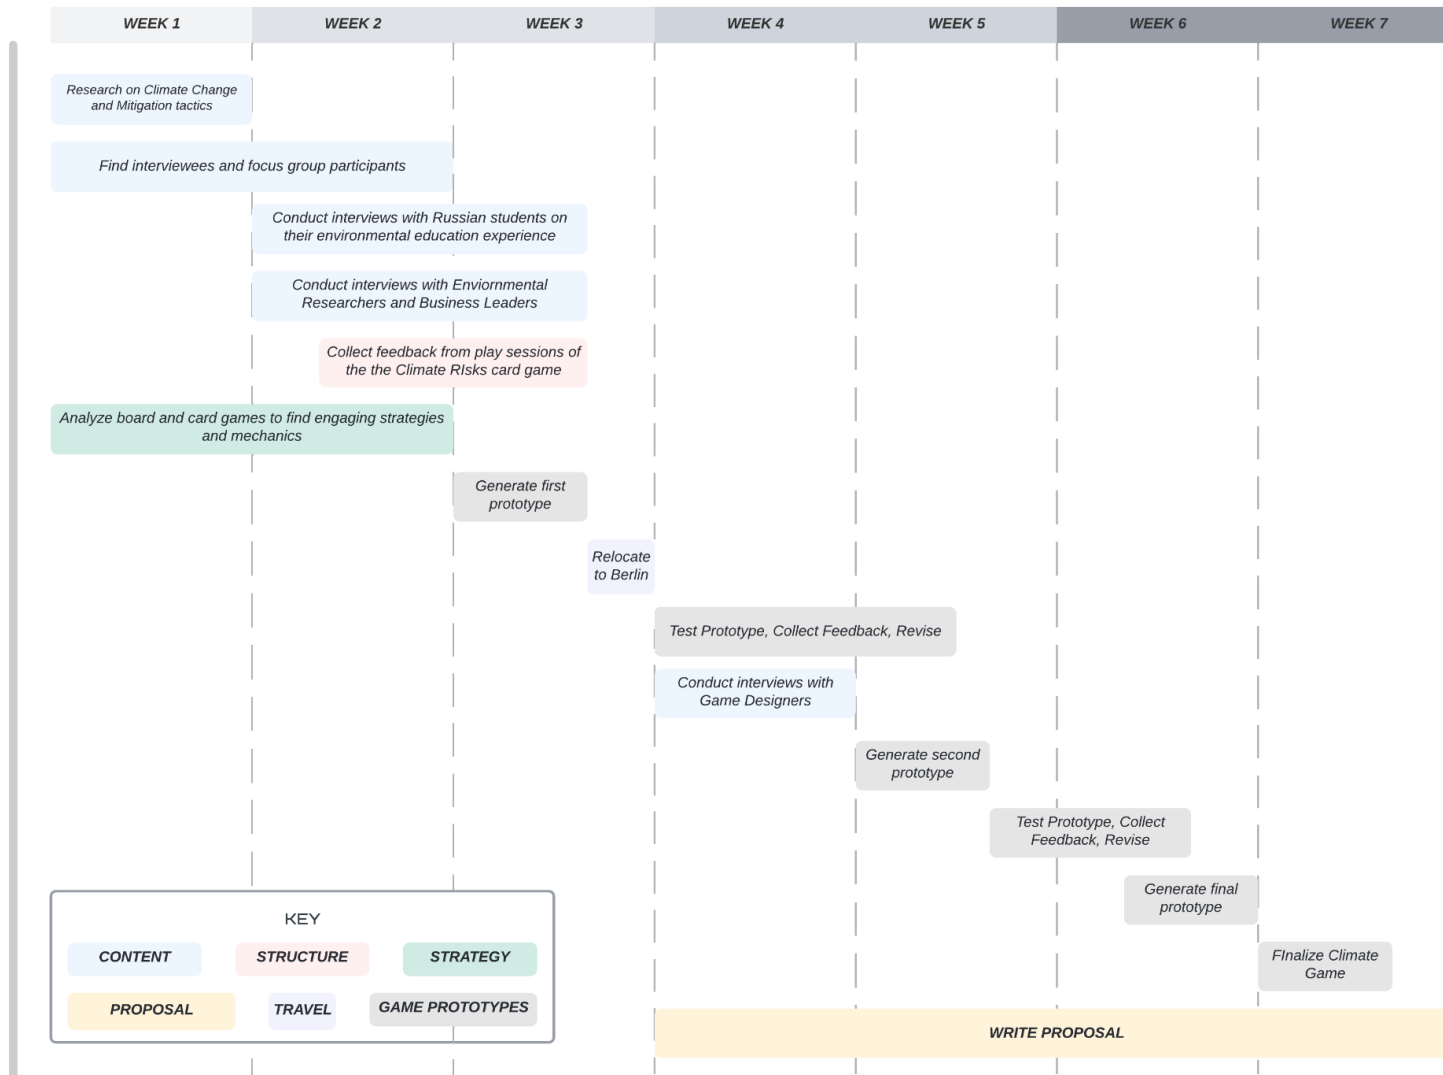 WEEK 1
WEEK 2
WEEK 3
WEEK 4
WEEK 5
WEEK 6
WEEK 7
Research on Climate Change
and Mitigation tactics
Find interviewees and focus group participants
Conduct interviews with Russian students on
their environmental education experience
Conduct interviews with Enviornmental
Researchers and Business Leaders
Collect feedback from play sessions of
the the Climate RIsks card game
Analyze board and card games to find engaging strategies
and mechanics
Generate first
prototype
Relocate
to Berlin
Test Prototype, Collect Feedback, Revise
Conduct interviews with
Game Designers
Generate second
prototype
Test Prototype, Collect
Feedback, Revise
Generate final
prototype
FInalize Climate
Game
WRITE PROPOSAL
KEY
CONTENT
STRUCTURE
STRATEGY
PROPOSAL
TRAVEL
GAME PROTOTYPES